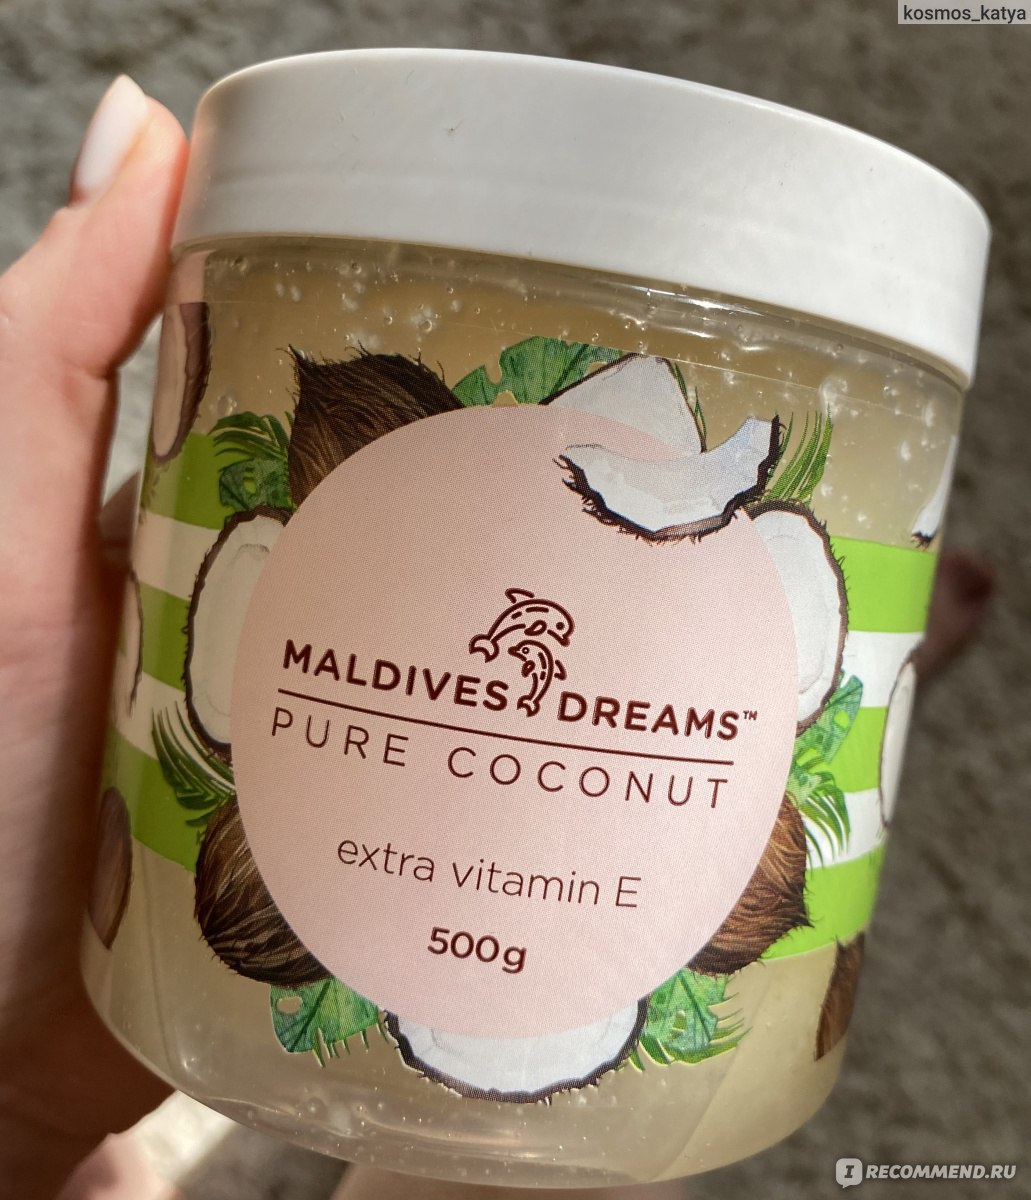 kosmos_katya
MALDIVES DREAMS™
PURE COCONUT
extra vitamin E
500g
I RECOMMEND.RU